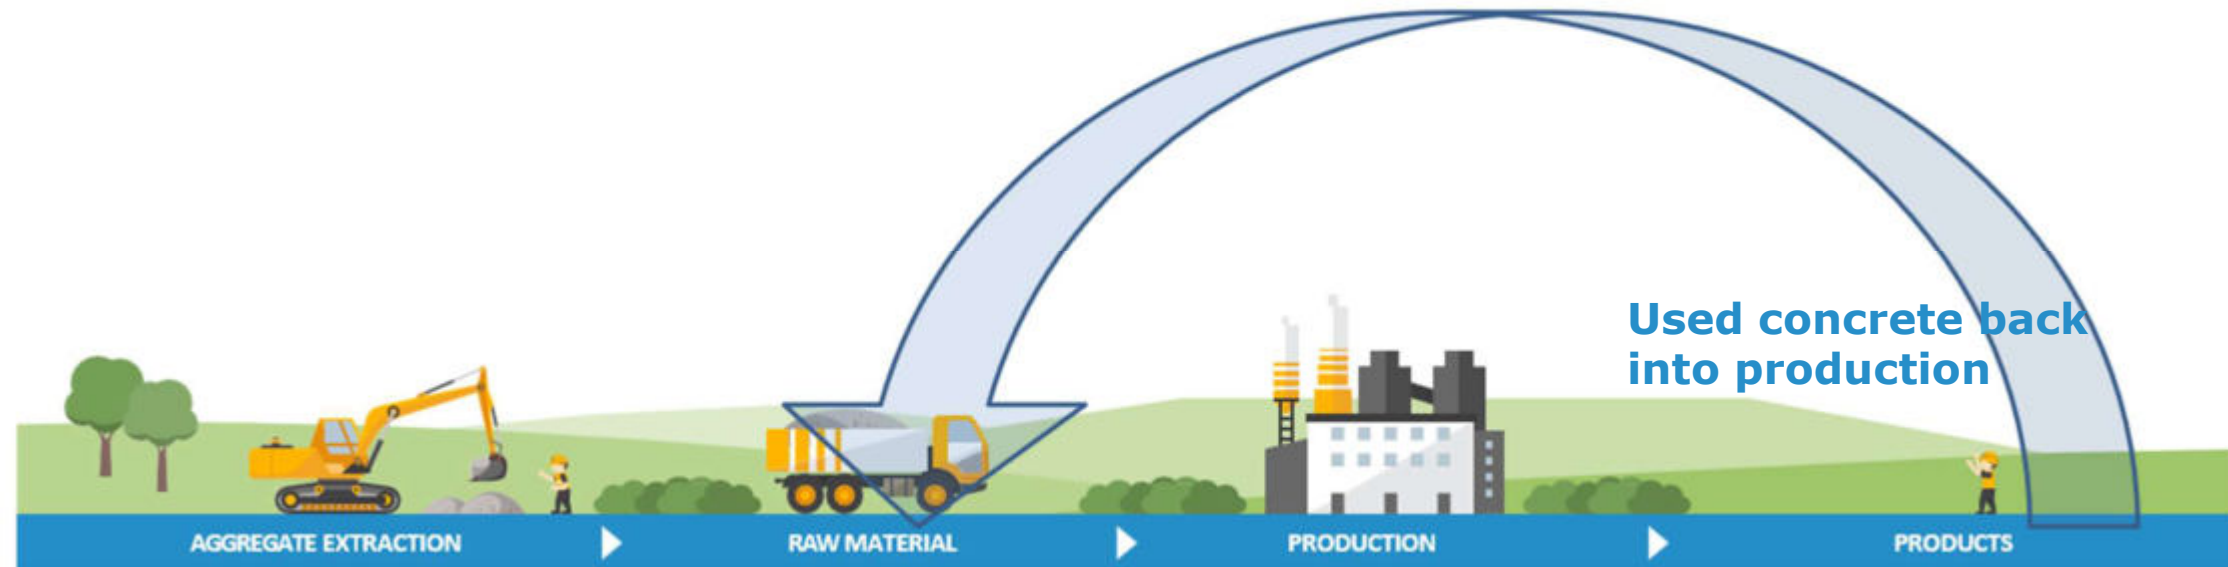 Used concrete back
into production
AGGREGATE EXTRACTION
RAW MATERIAL
PRODUCTION
PRODUCTS